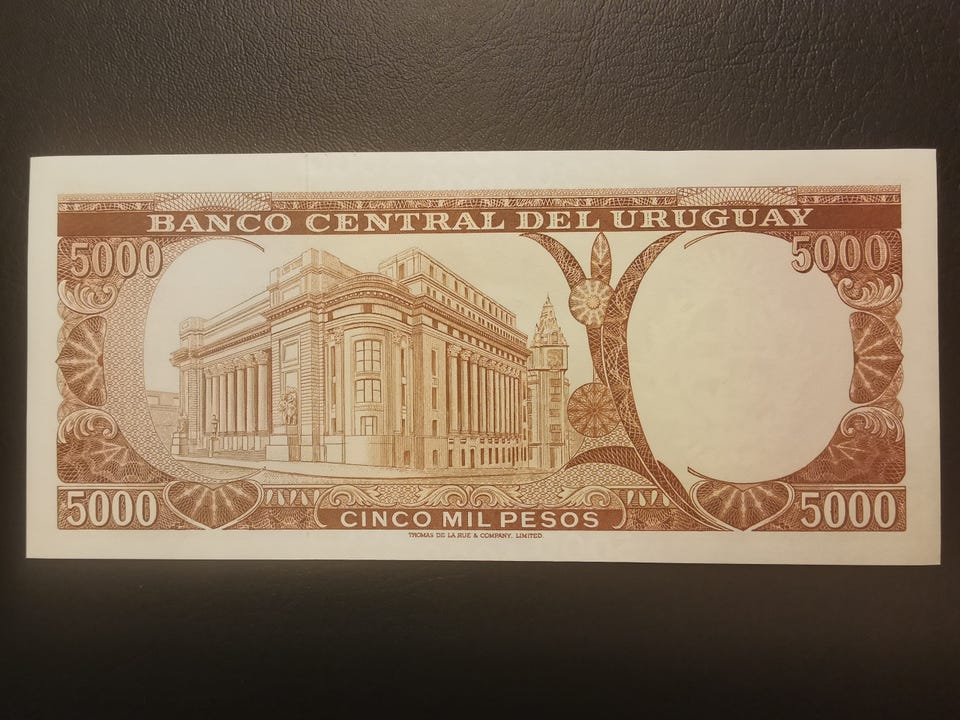 BANCO CENTRAL DEL URUGUAY
5000 5000
5000 CINCO MIL PESOS 5000
THOMAS DE LA RUE & COMPANY, LIMITED.